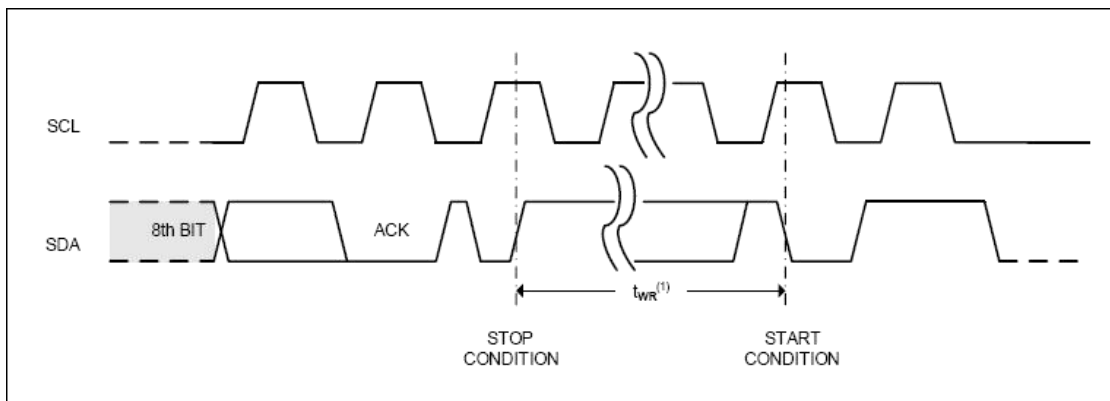 SCL
SDA
8th BIT
ACK
tWR(1)
STOP
CONDITION
START
CONDITION